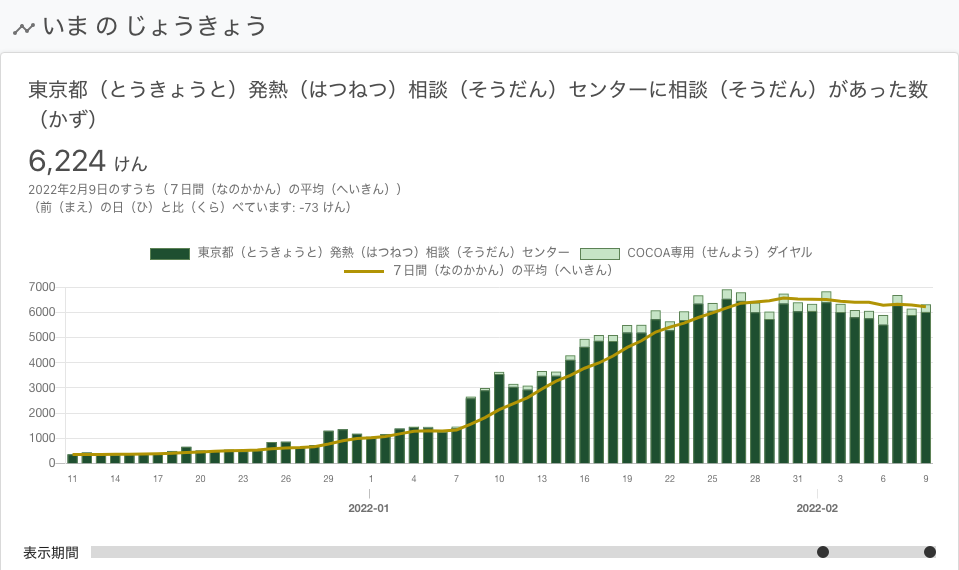 いま の じょうきょう
東京都（とうきょうと）発熱（はつねつ）相談（そうだん）センターに相談（そうだん）があった数
（かず）
6,224 けん
2022年2月9日のすうち（７日間（なのかかん）の平均（へいきん））
（前（まえ）の日（ひ）と比（くら）べています: -73 けん）
東京都（とうきょうと）発熱（はつねつ）相談（そうだん）センター COCOA専用（せんよう）ダイヤル
７日間（なのかかん）の平均（へいきん）
7000
6000
5000
4000
3000
2000
1000
0
11 14 17 20 23 26 29 1 4 7 10 13 16 19 22 25 28 31 3 6 9
2022-01 2022-02
表示期間